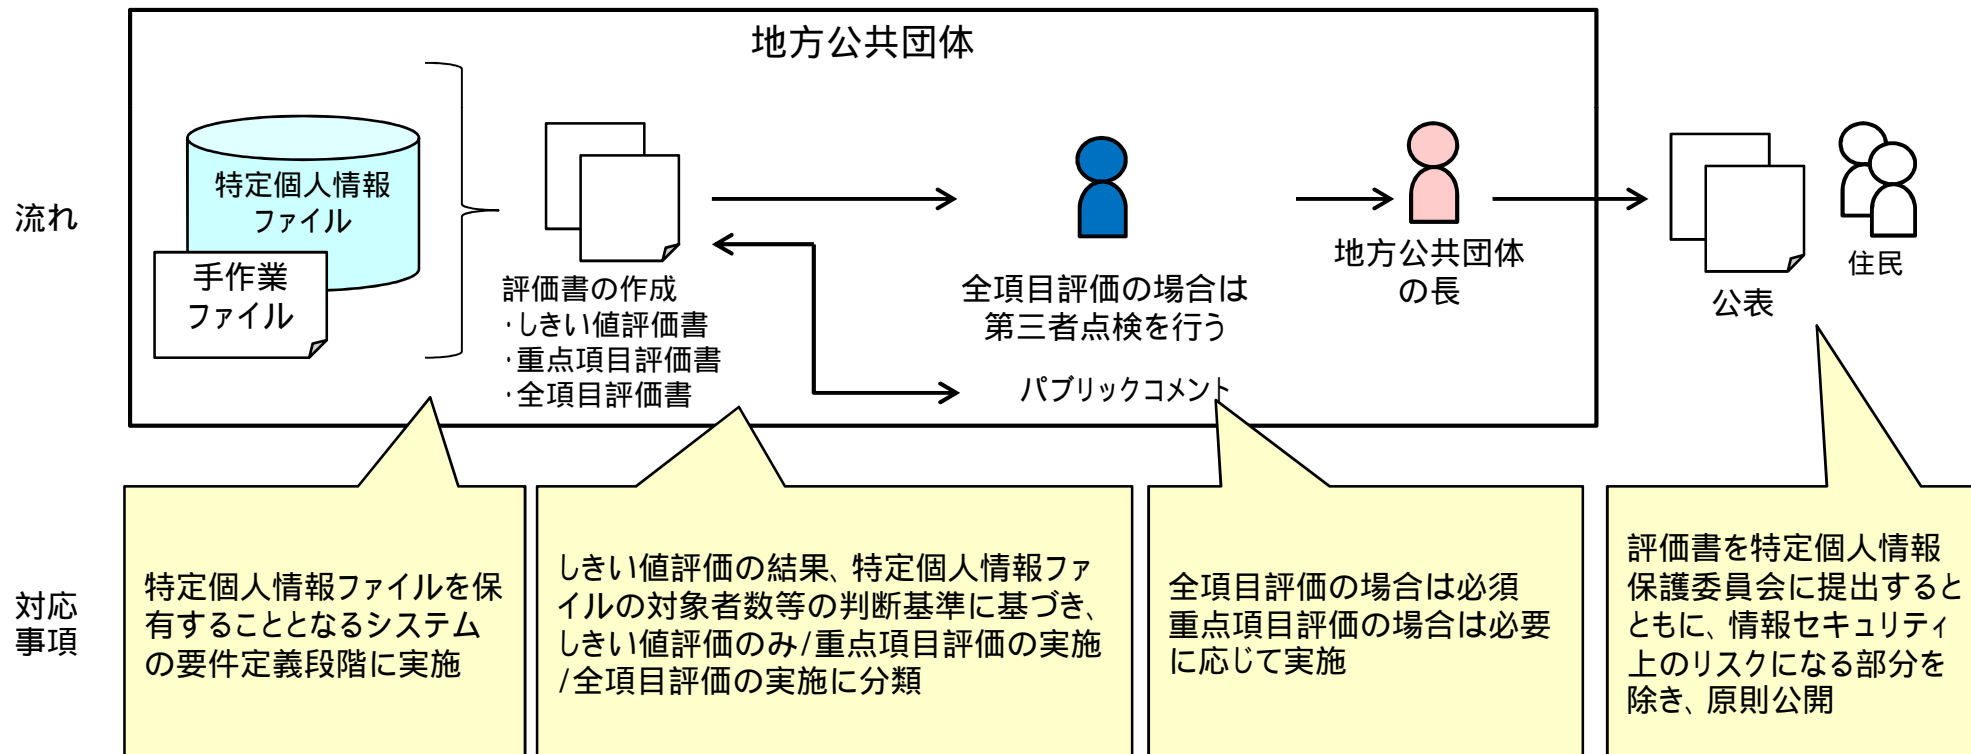 地方公共団体
流れ
特定個人情報
ファイル
手作業
ファイル
評価書の作成
・しきい値評価書
・重点項目評価書
・全項目評価書
全項目評価の場合は
第三者点検を行う
パブリックコメント
地方公共団体
の長
公表
住民
対応
事項
特定個人情報ファイルを保
有することとなるシステム
の要件定義段階に実施
しきい値評価の結果、特定個人情報ファ
イルの対象者数等の判断基準に基づき、
しきい値評価のみ/重点項目評価の実施
/全項目評価の実施に分類
全項目評価の場合は必須
重点項目評価の場合は必要
に応じて実施
評価書を特定個人情報
保護委員会に提出すると
ともに、情報セキュリティ
上のリスクになる部分を
除き、原則公開